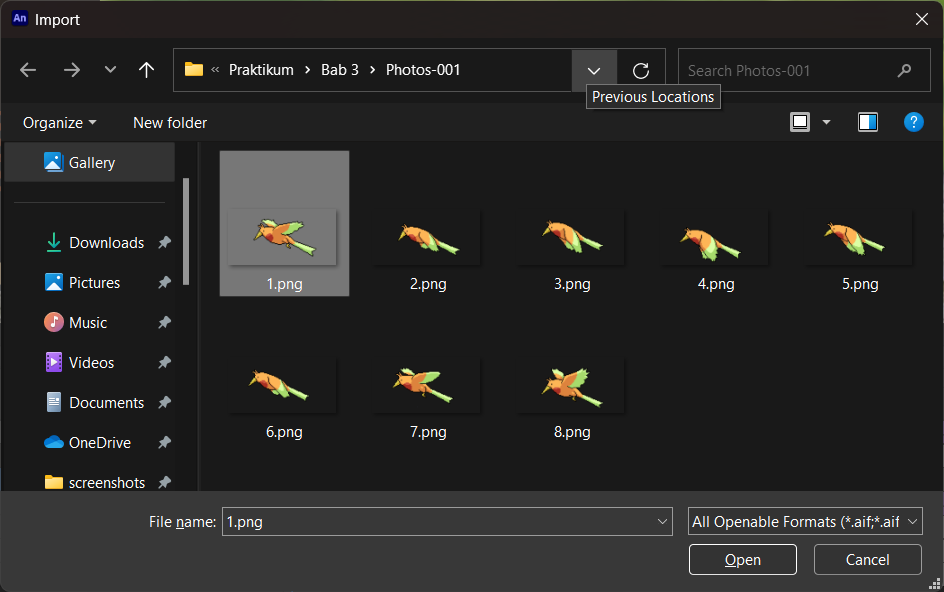 An Import
« Praktikum > Bab 3 > Photos-001
Search Photos-001
Previous Locations
Organize
New folder
?
Gallery
Downloads
Pictures
Music
Videos
Documents
OneDrive
screenshots
1.png
2.png
3.png
4.png
5.png
6.png
7.png
8.png
File name:
1.png
All Openable Formats (*.aif;*.aif
Open
Cancel